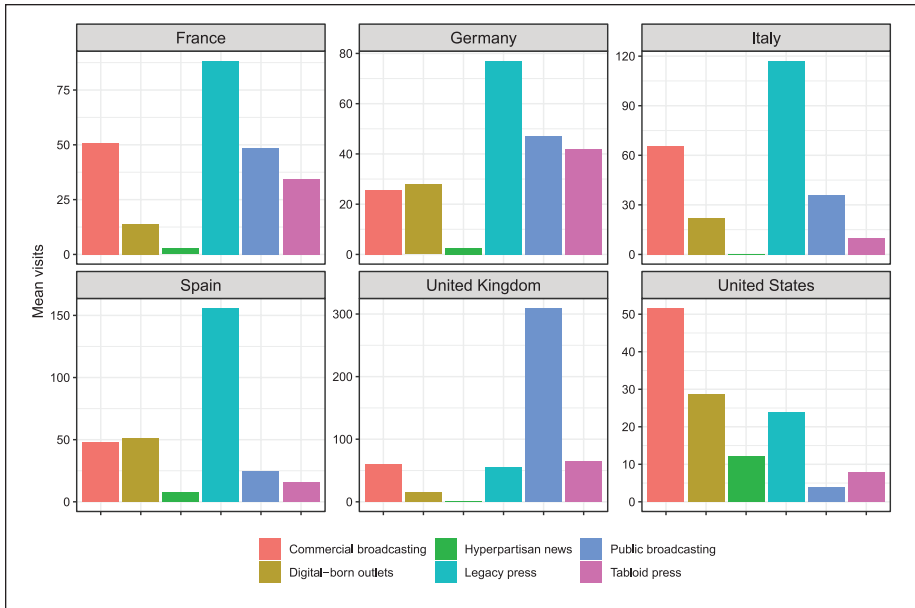 France
Germany
Italy
75
50
25
0
80
60
40
20
0
120
90
60
30
0
Mean visits
Spain
United Kingdom
United States
150
100
50
0
300
200
100
0
50
40
30
20
10
0
Commercial broadcasting
Hyperpartisan news
Public broadcasting
Digital−born outlets
Legacy press
Tabloid press